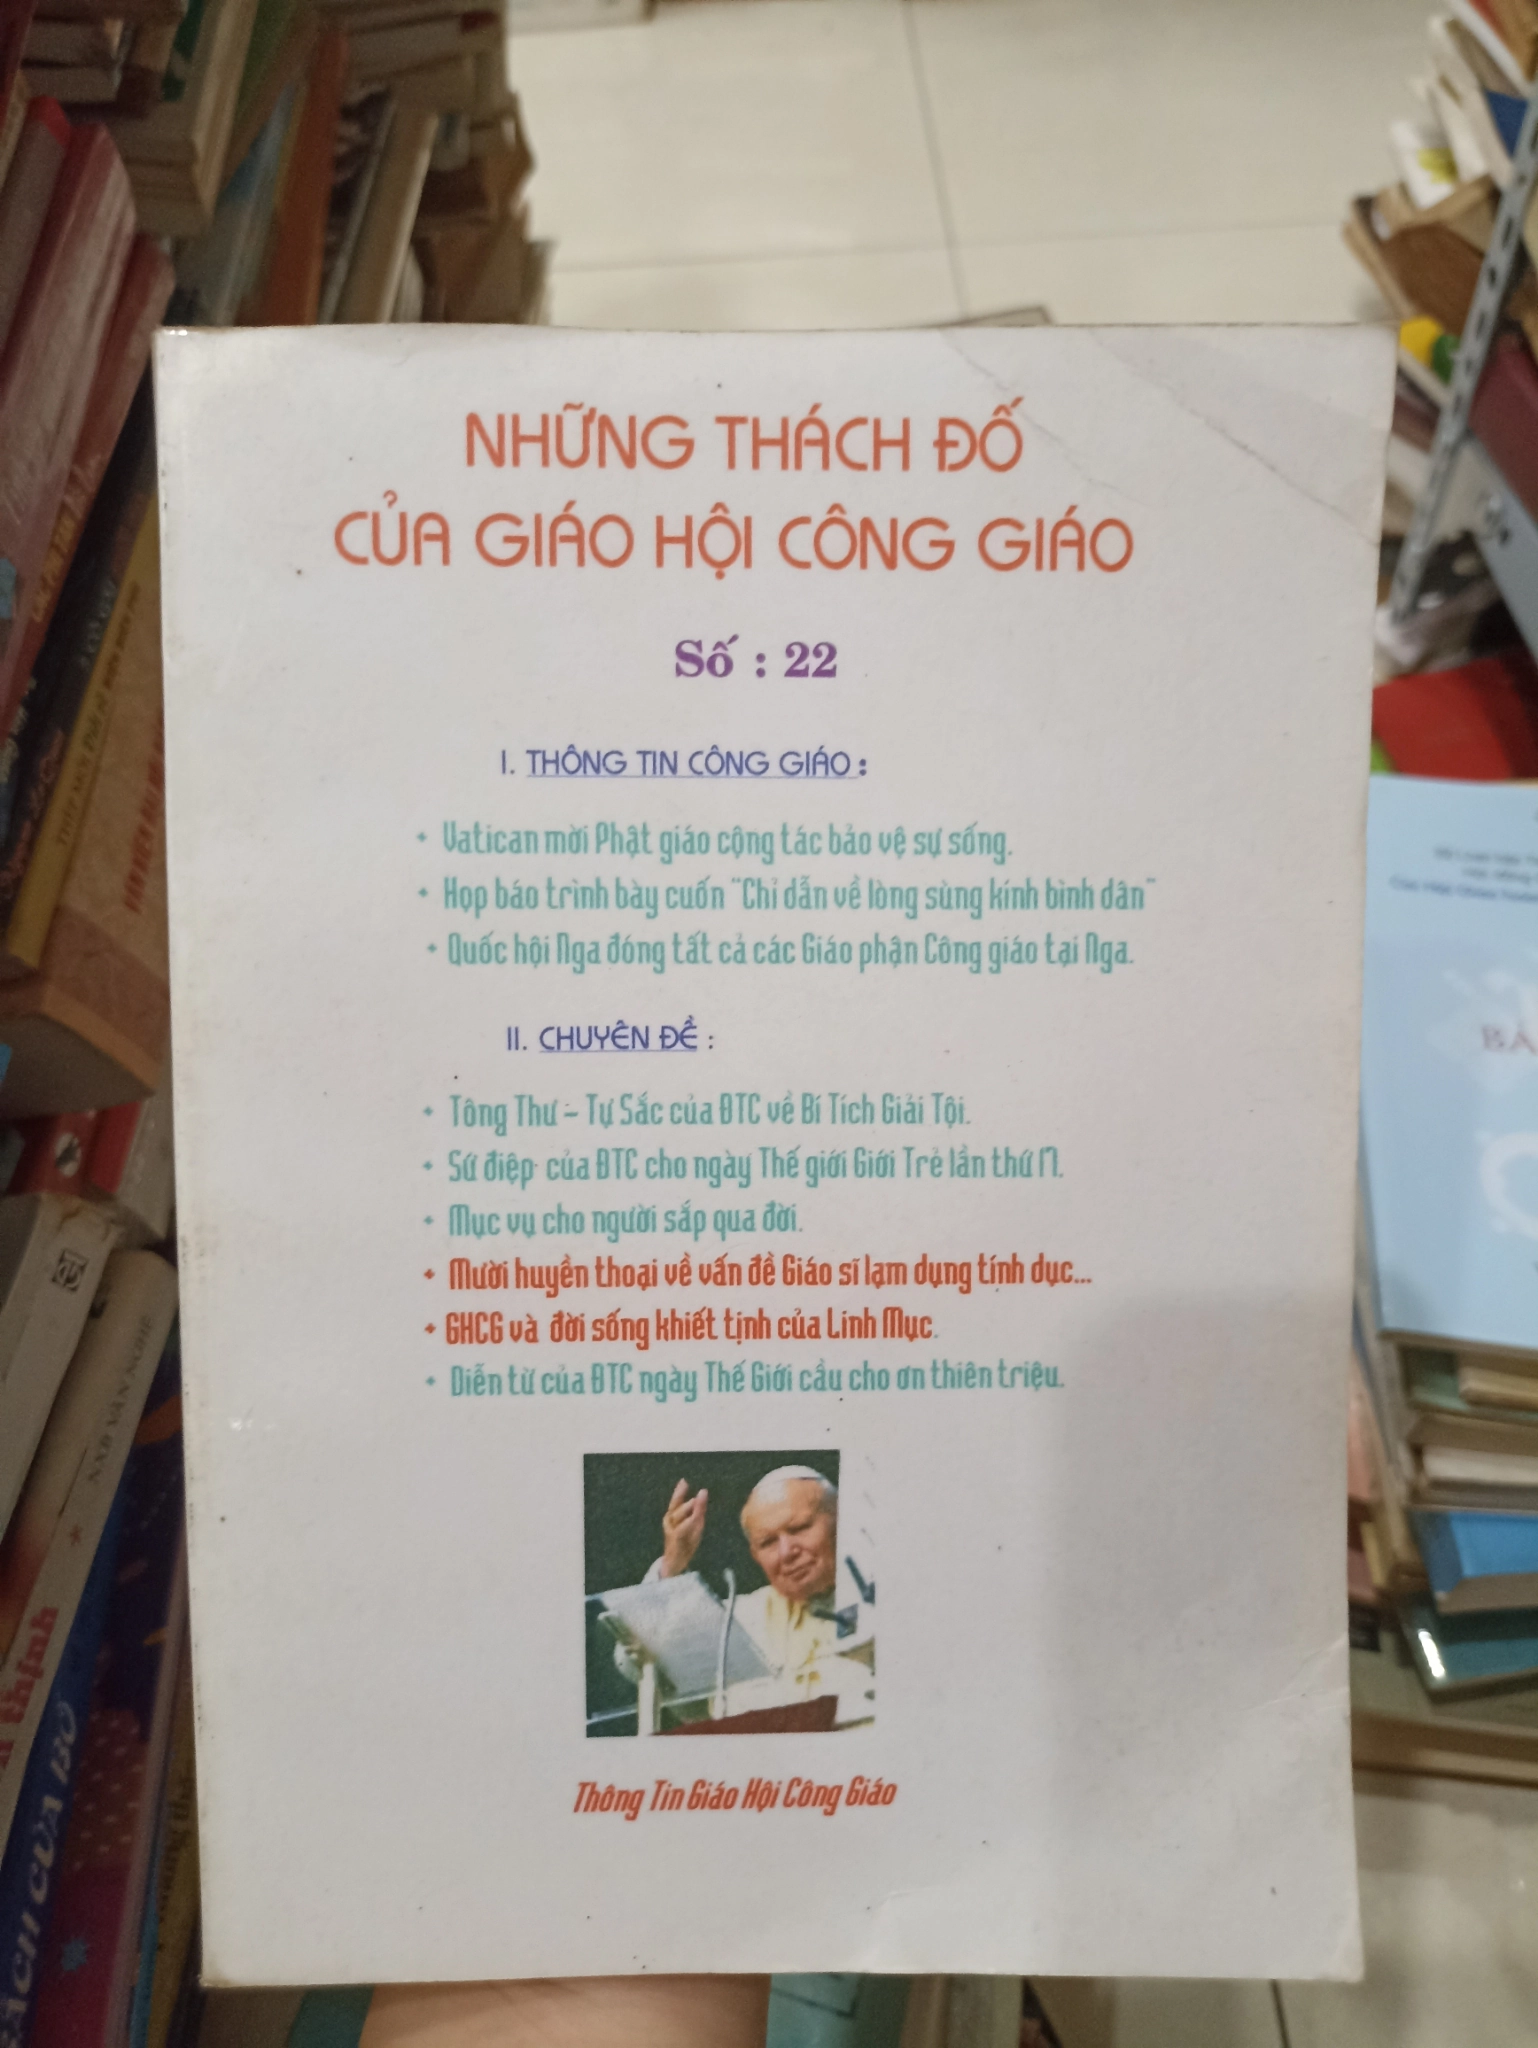 NHỮNG THÁCH ĐỐ
CỦA GIÁO HỘI CÔNG GIÁO
Số : 22
I. THÔNG TIN CÔNG GIÁO :
• Vatican mời Phật giáo cộng tác bảo vệ sự sống.
• Họp báo trình bày cuốn "Chỉ dẫn về lòng sùng kính bình dân"
• Quốc hội Nga đóng tất cả các Giáo phận Công giáo tại Nga.
II. CHUYÊN ĐỀ :
• Tông Thư – Tự Sắc của ĐTC về Bí Tích Giải Tội.
• Sứ điệp của ĐTC cho ngày Thế giới Giới Trẻ lần thứ 17.
• Mục vụ cho người sắp qua đời.
• Mười huyền thoại về vấn đề Giáo sĩ lạm dụng tính dục...
• GHCG và đời sống khiết tịnh của Linh Mục.
• Diễn từ của ĐTC ngày Thế Giới cầu cho ơn thiên triệu.
Thông Tin Giáo Hội Công Giáo
NXB VĂN NGHỆ